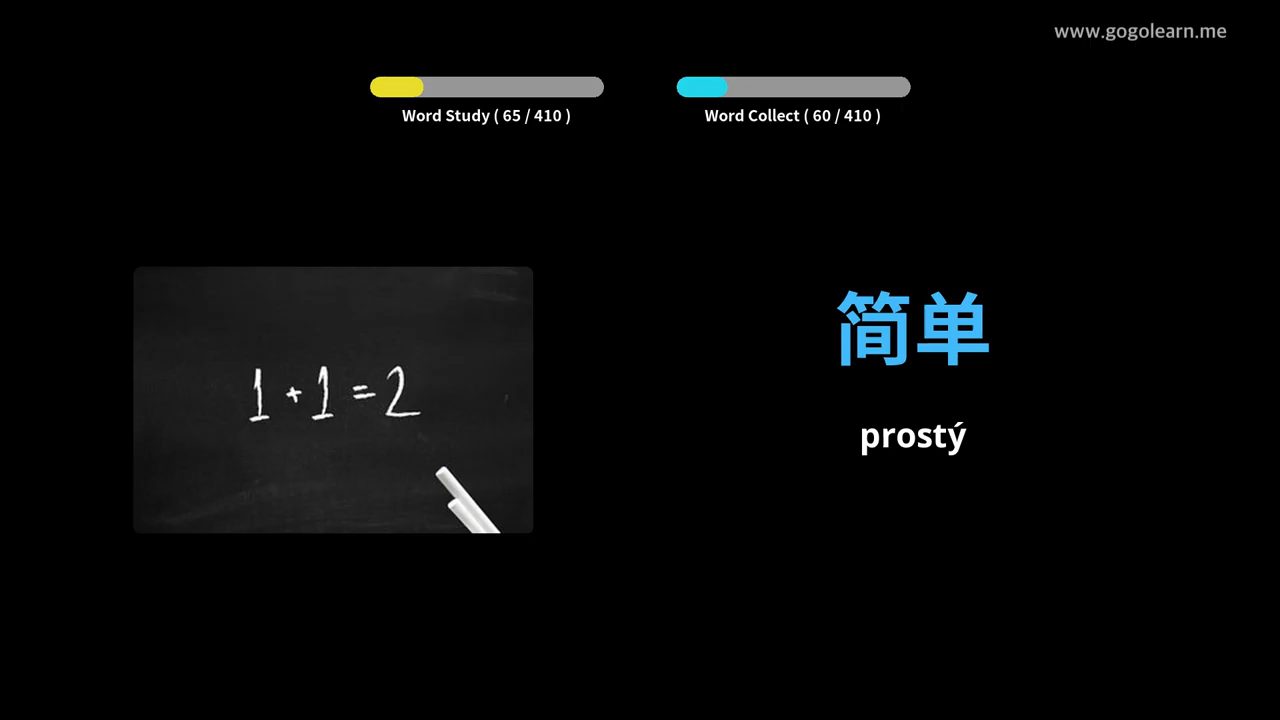 www.gogolearn.me
Word Study ( 65 / 410 )
Word Collect ( 60 / 410 )
1 + 1 = 2
简单
prostý